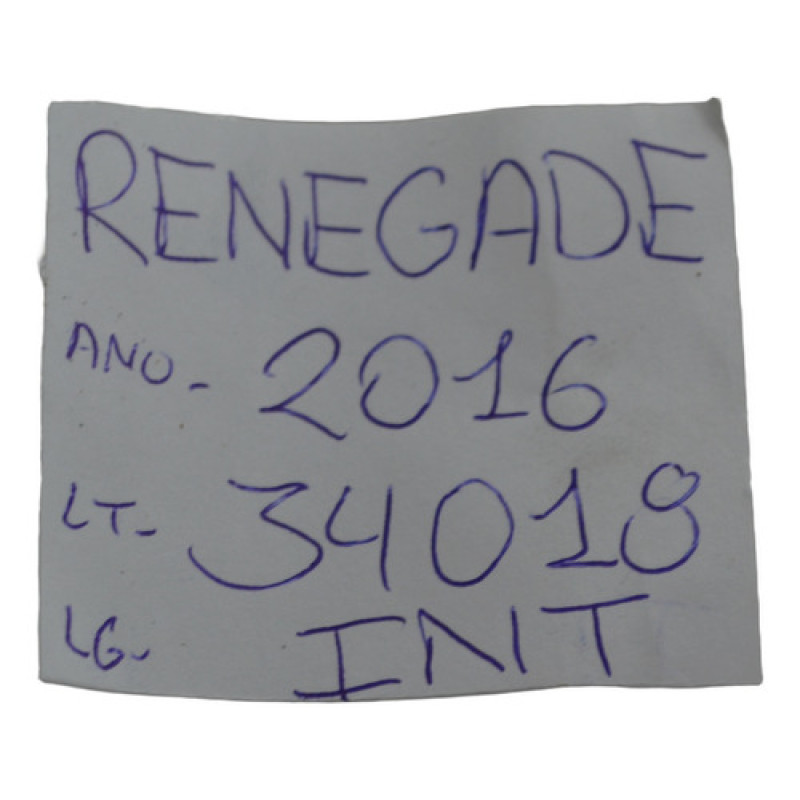 RENEGADE
ANO- 2016
LT- 34018
LG- INT